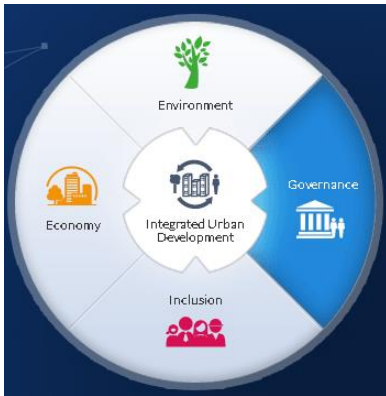 Environment
Governance
Economy
Integrated Urban
Development
Inclusion